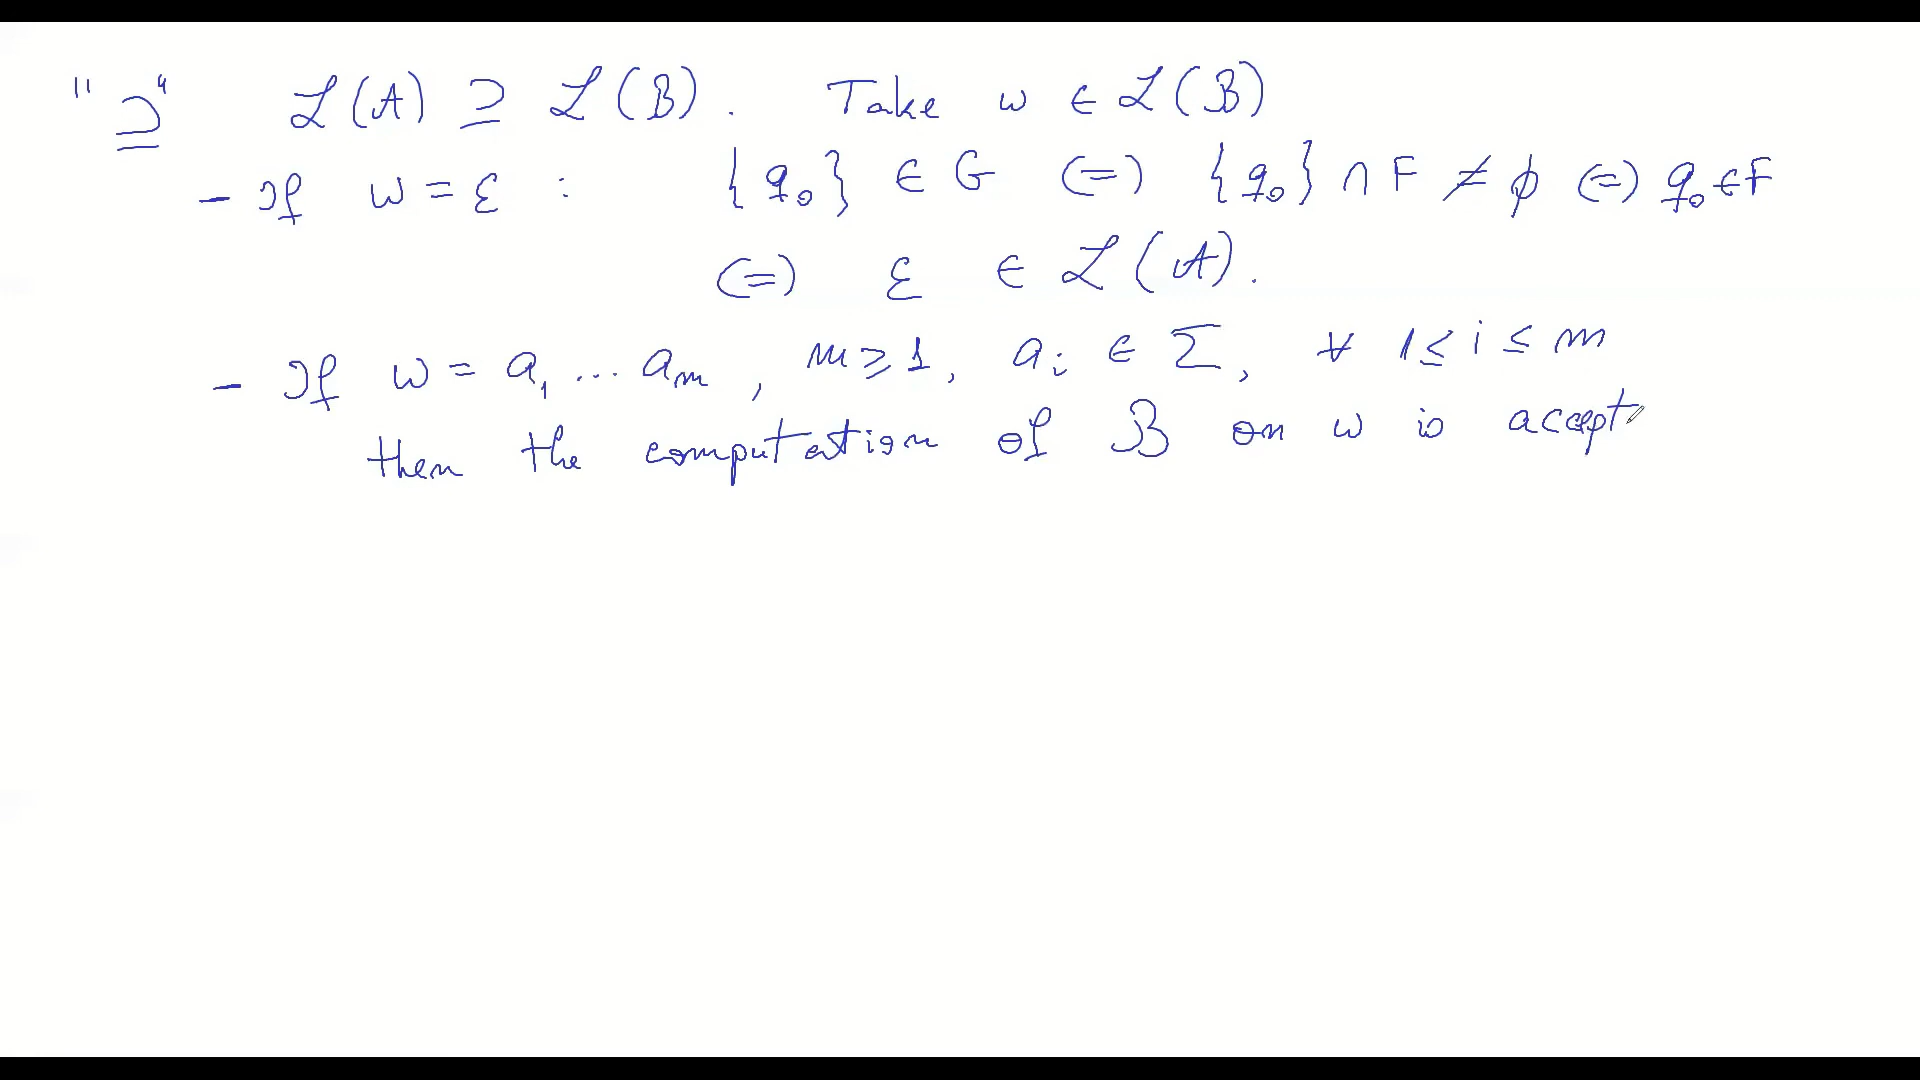 "⊇" ℒ(A) ⊇ ℒ(B). Take w ∈ ℒ(B)
- If w = ε : {q₀} ∈ G (=) {q₀} ∩ F ≠ ∅ (=) q₀ ∈ F
(=) ε ∈ ℒ(A).
- If w = a₁ ... aₘ , m ≥ 1, aᵢ ∈ Σ, ∀ 1 ≤ i ≤ m
then the computation of B on w is accept